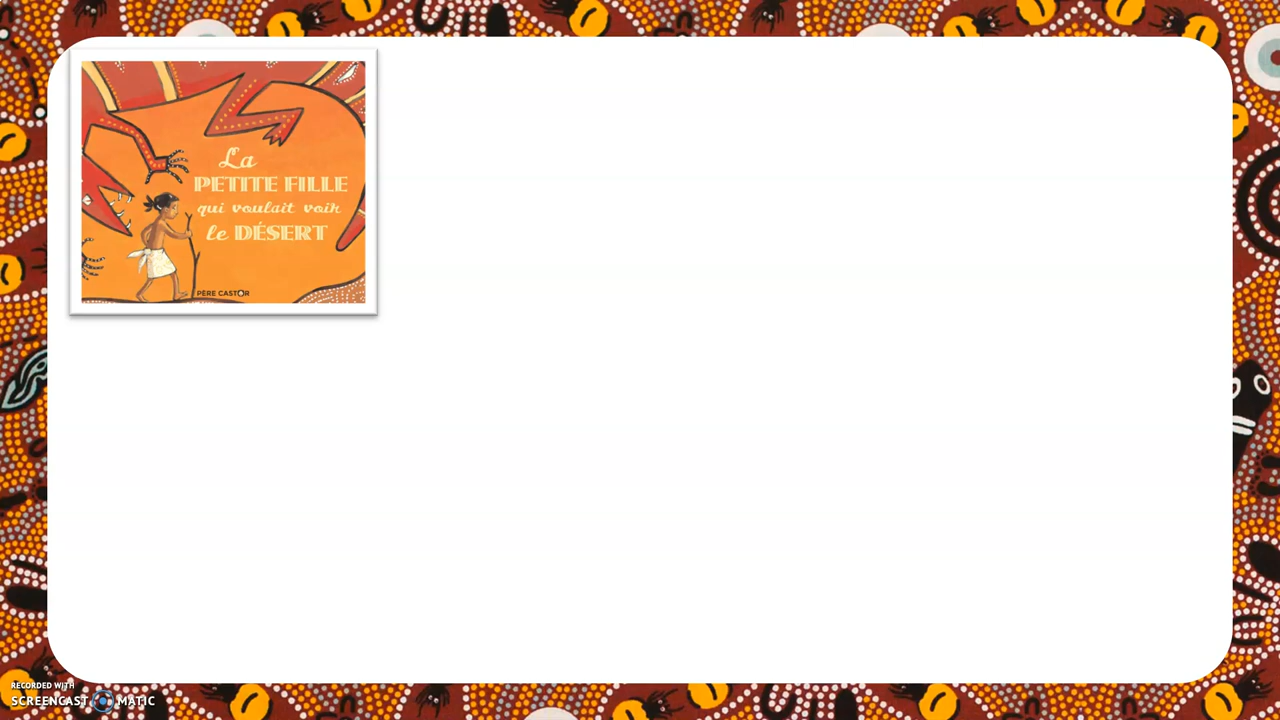 La
PETITE FILLE
qui voulait voir
le DÉSERT
PÈRE CASTOR
RECORDED WITH
SCREENCAST MATIC